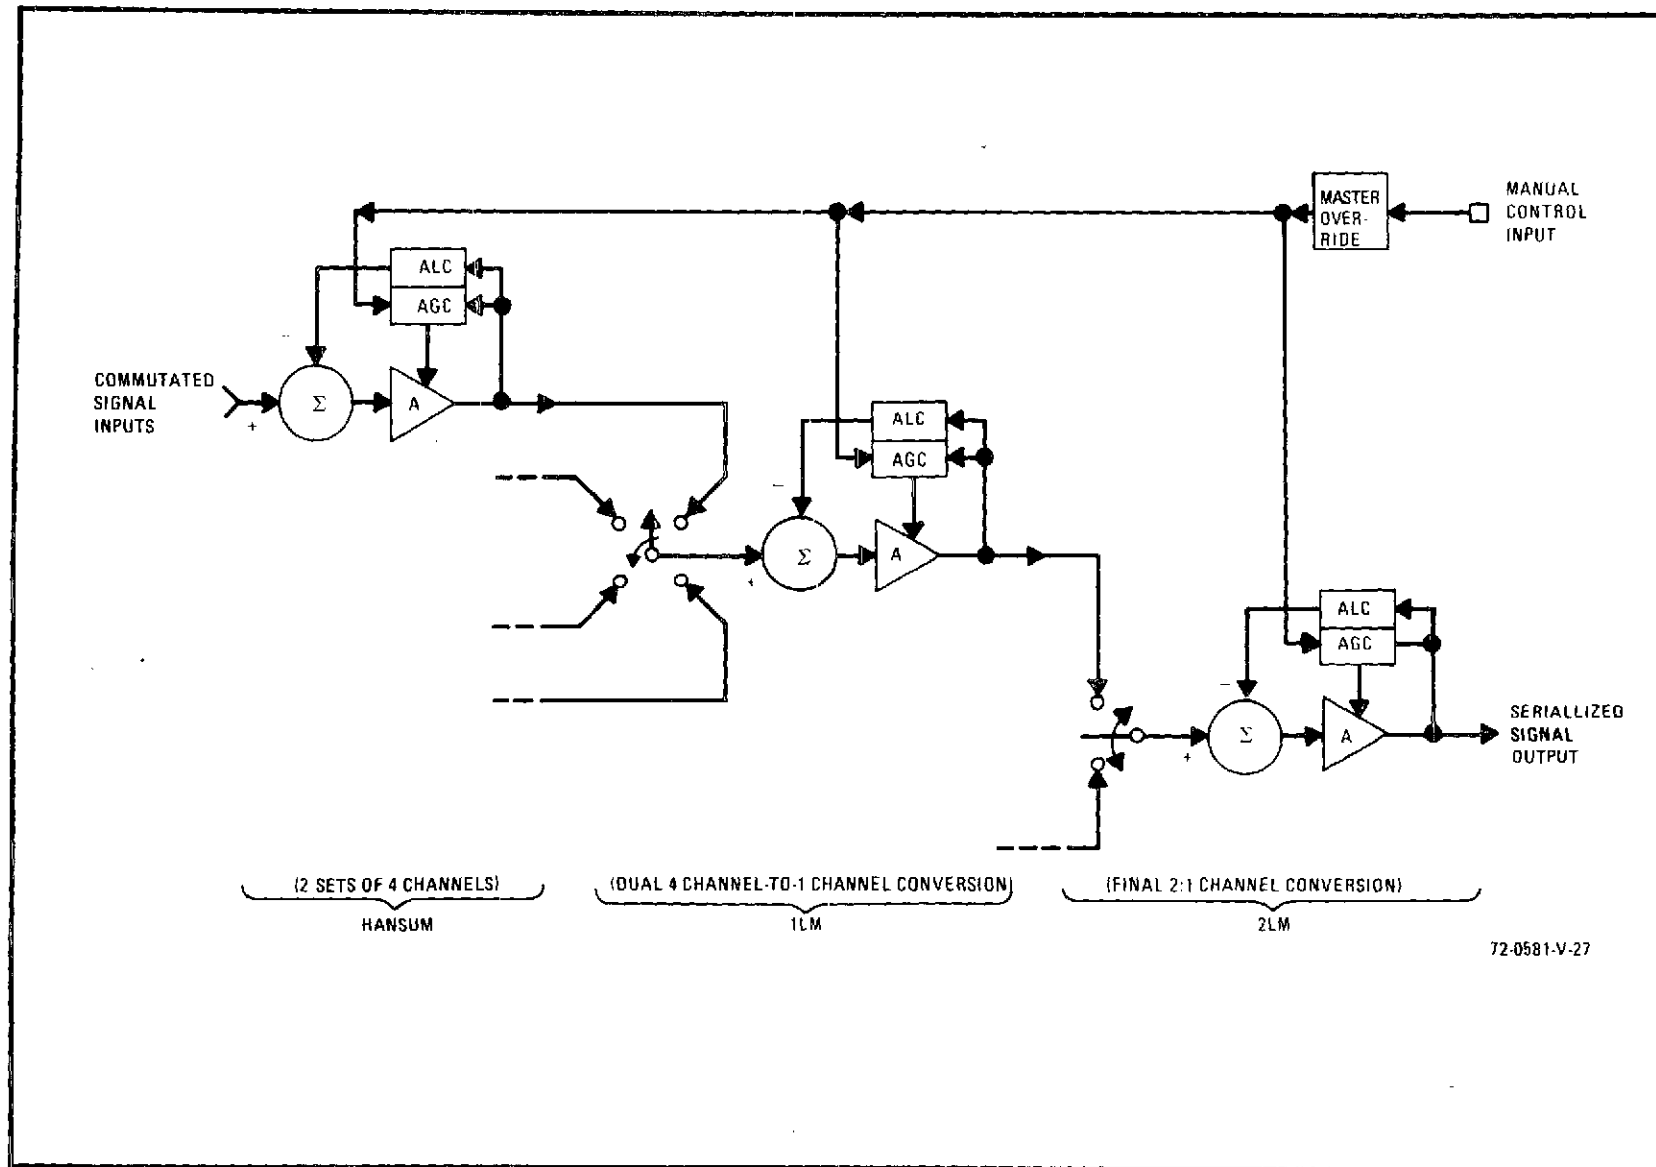 MASTER
OVER-
RIDE
MANUAL
CONTROL
INPUT
ALC
AGC
COMMUTATED
SIGNAL
INPUTS
+
−
Σ
A
ALC
AGC
−
+
Σ
A
ALC
AGC
−
+
Σ
A
SERIALLIZED
SIGNAL
OUTPUT
(2 SETS OF 4 CHANNELS)
HANSUM
(DUAL 4 CHANNEL-TO-1 CHANNEL CONVERSION)
1LM
(FINAL 2:1 CHANNEL CONVERSION)
2LM
72-0581-V-27